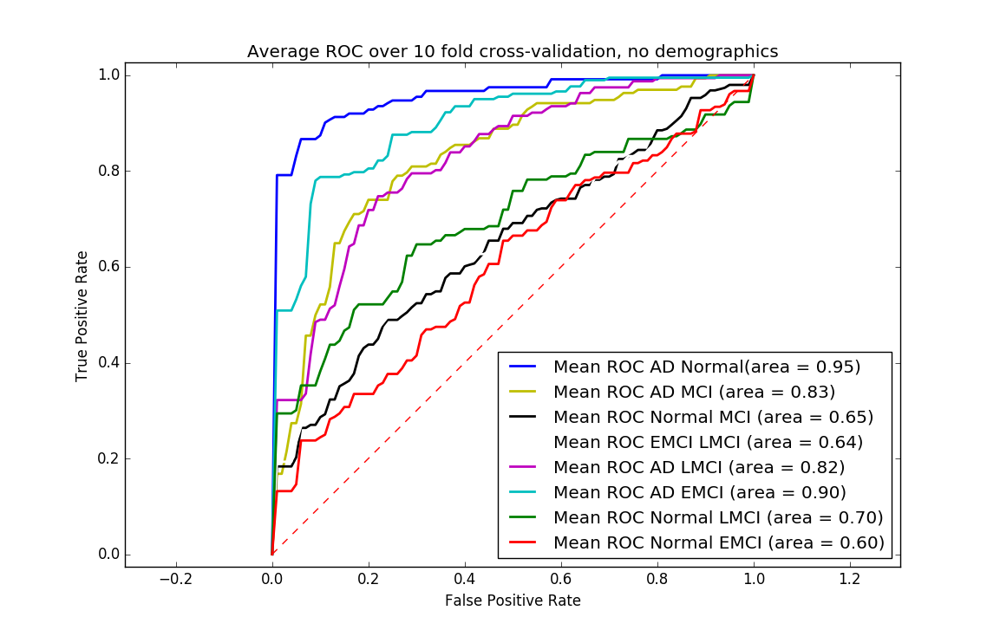 Average ROC over 10 fold cross-validation, no demographics
1.0
0.8
0.6
0.4
0.2
0.0
True Positive Rate
Mean ROC AD Normal(area = 0.95)
Mean ROC AD MCI (area = 0.83)
Mean ROC Normal MCI (area = 0.65)
Mean ROC EMCI LMCI (area = 0.64)
Mean ROC AD LMCI (area = 0.82)
Mean ROC AD EMCI (area = 0.90)
Mean ROC Normal LMCI (area = 0.70)
Mean ROC Normal EMCI (area = 0.60)
−0.2 0.0 0.2 0.4 0.6 0.8 1.0 1.2
False Positive Rate